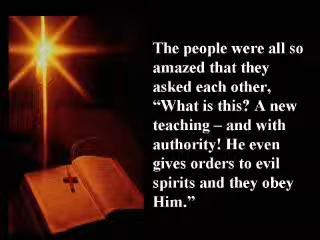 The people were all so
amazed that they
asked each other,
“What is this? A new
teaching – and with
authority! He even
gives orders to evil
spirits and they obey
Him.”